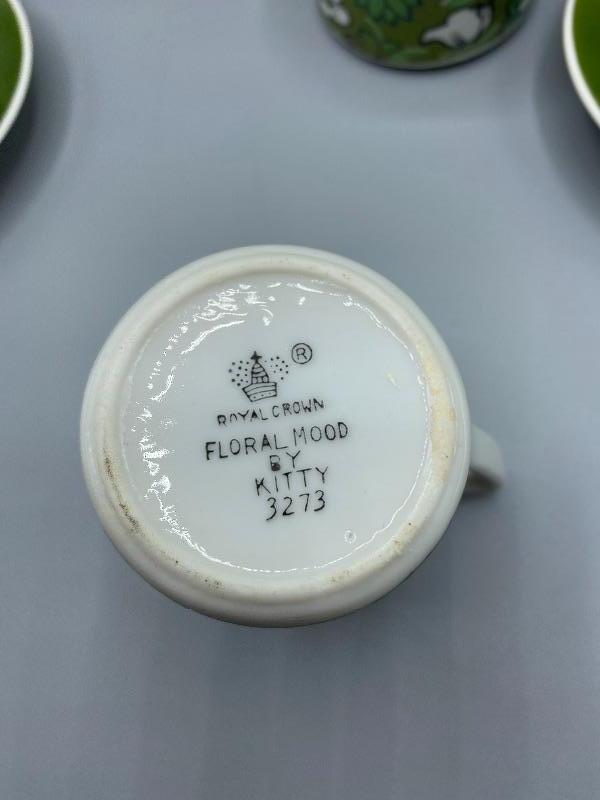 ®
ROYAL CROWN
FLORAL MOOD
BY
KITTY
3273